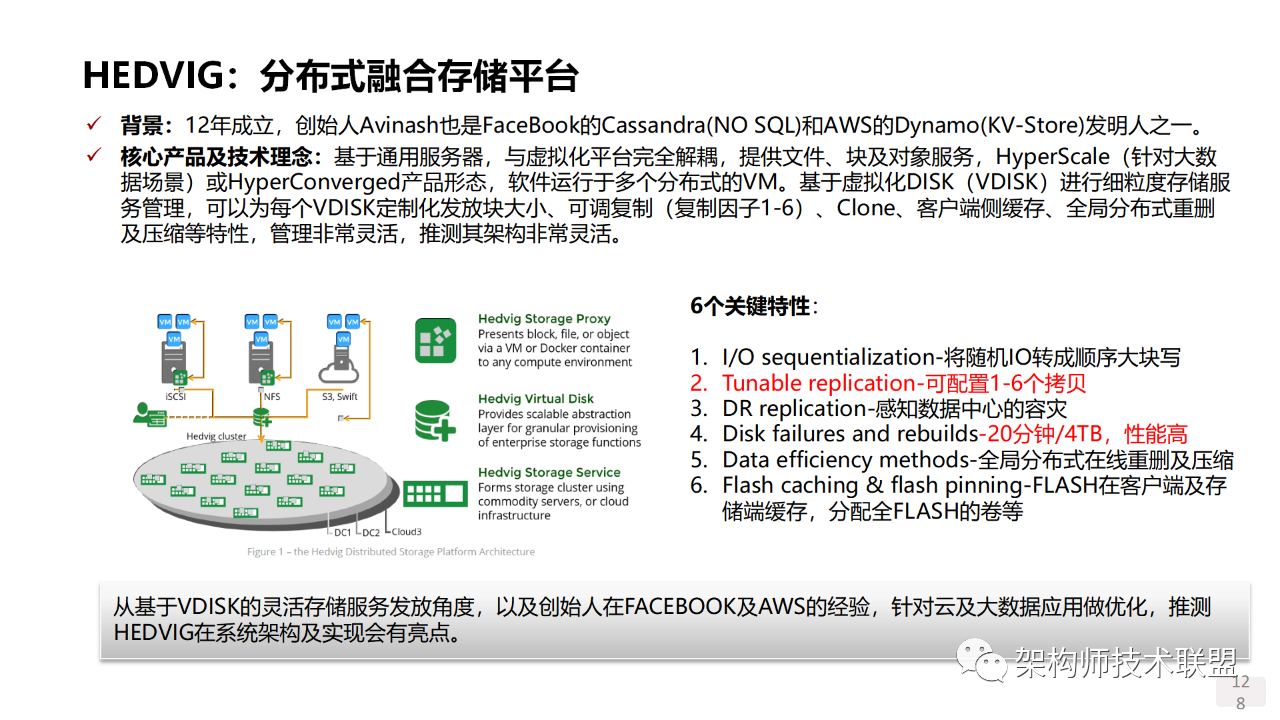 HEDVIG：分布式融合存储平台
✓ 背景：12年成立，创始人Avinash也是FaceBook的Cassandra(NO SQL)和AWS的Dynamo(KV-Store)发明人之一。
✓ 核心产品及技术理念：基于通用服务器，与虚拟化平台完全解耦，提供文件、块及对象服务，HyperScale（针对大数
据场景）或HyperConverged产品形态，软件运行于多个分布式的VM。基于虚拟化DISK（VDISK）进行细粒度存储服
务管理，可以为每个VDISK定制化发放块大小、可调复制（复制因子1-6）、Clone、客户端侧缓存、全局分布式重删
及压缩等特性，管理非常灵活，推测其架构非常灵活。
VM VM VM VM VM VM
VM VM VM
iSCSI NFS S3, Swift
Hedvig cluster
DC1 DC2 Cloud3
Hedvig Storage Proxy
Presents block, file, or object
via a VM or Docker container
to any compute environment
Hedvig Virtual Disk
Provides scalable abstraction
layer for granular provisioning
of enterprise storage functions
Hedvig Storage Service
Forms storage cluster using
commodity servers, or cloud
infrastructure
Figure 1 – the Hedvig Distributed Storage Platform Architecture
6个关键特性：
1. I/O sequentialization-将随机IO转成顺序大块写
2. Tunable replication-可配置1-6个拷贝
3. DR replication-感知数据中心的容灾
4. Disk failures and rebuilds-20分钟/4TB，性能高
5. Data efficiency methods-全局分布式在线重删及压缩
6. Flash caching & flash pinning-FLASH在客户端及存
储端缓存，分配全FLASH的卷等
从基于VDISK的灵活存储服务发放角度，以及创始人在FACEBOOK及AWS的经验，针对云及大数据应用做优化，推测
HEDVIG在系统架构及实现会有亮点。
架构师技术联盟
12
8